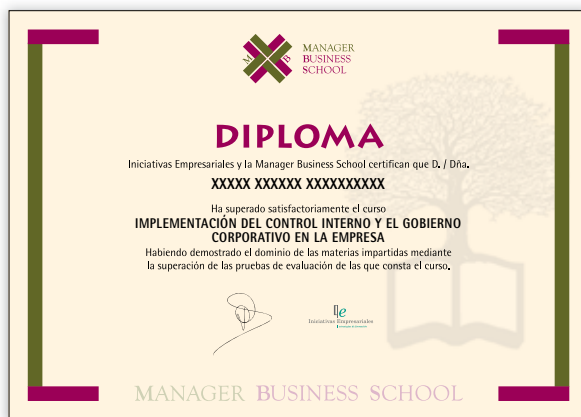 M B
MANAGER
BUSINESS
SCHOOL
DIPLOMA
Iniciativas Empresariales y la Manager Business School certifican que D. / Dña.
XXXXX XXXXXX XXXXXXXXXX
Ha superado satisfactoriamente el curso
IMPLEMENTACIÓN DEL CONTROL INTERNO Y EL GOBIERNO
CORPORATIVO EN LA EMPRESA
Habiendo demostrado el dominio de las materias impartidas mediante
la superación de las pruebas de evaluación de las que consta el curso.
Ie
Iniciativas Empresariales
MANAGER BUSINESS SCHOOL